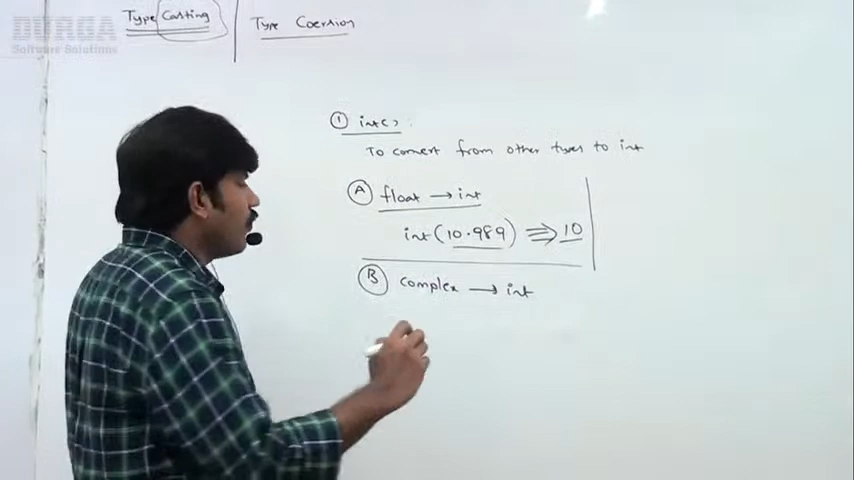 DURGA
Software Solutions
Type Casting
Type Coersion
① int()
To convert from other types to int
Ⓐ float → int
int(10.989) ⇒ 10
Ⓑ complex → int